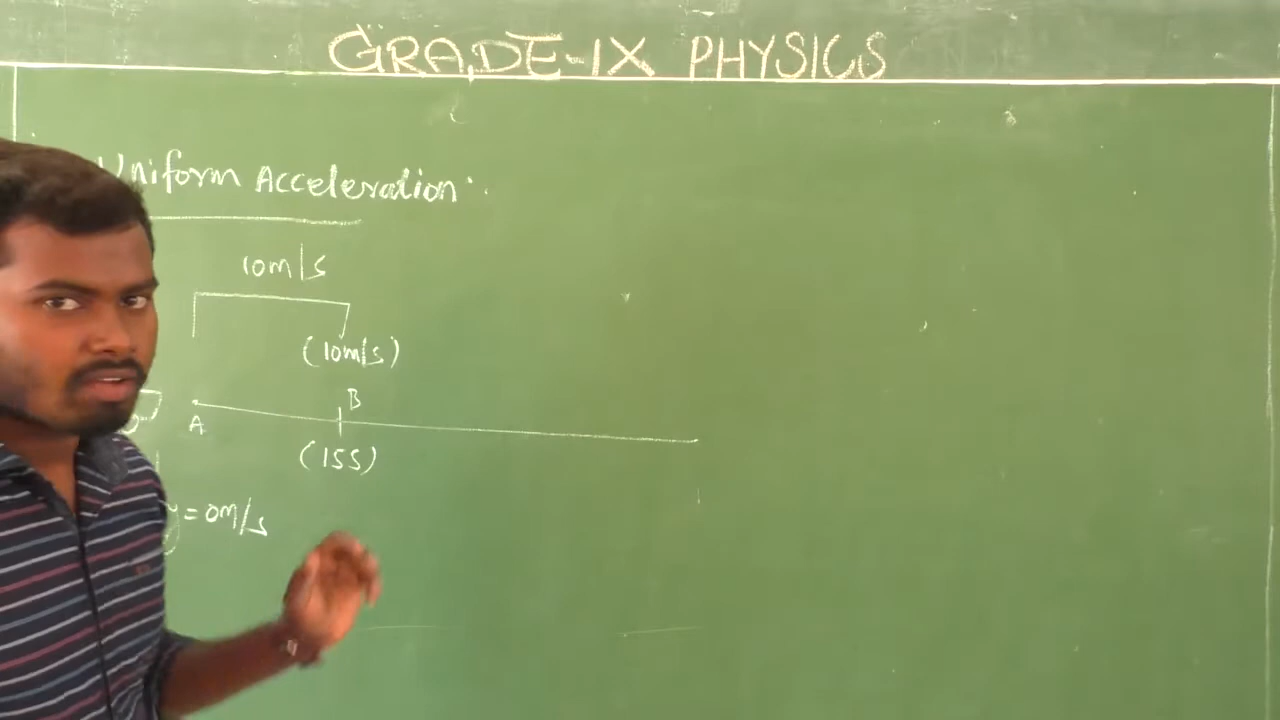 GRADE-IX PHYSICS
Uniform Acceleration
10m/s
(10m/s)
B
A
(15s)
y = 0m/s